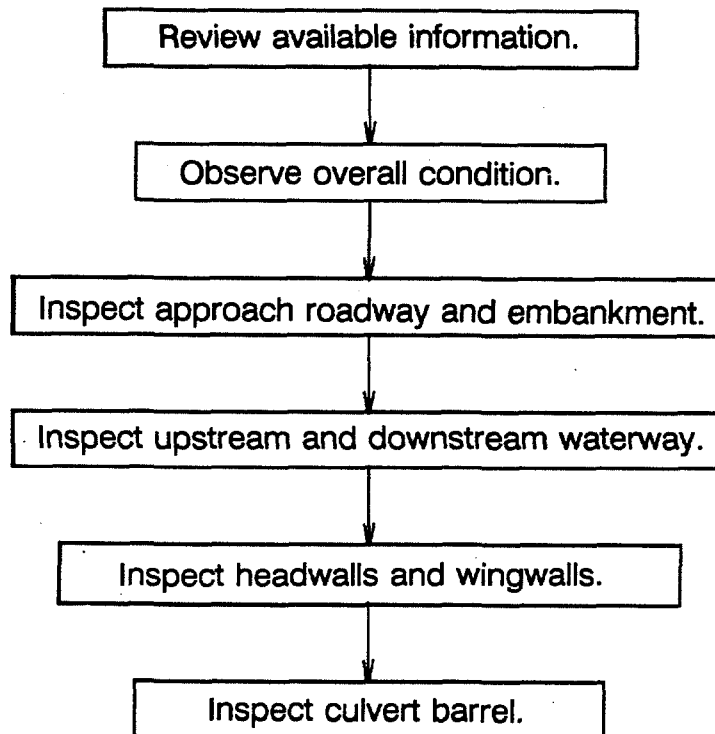 Review available information.
Observe overall condition.
Inspect approach roadway and embankment.
Inspect upstream and downstream waterway.
Inspect headwalls and wingwalls.
Inspect culvert barrel.